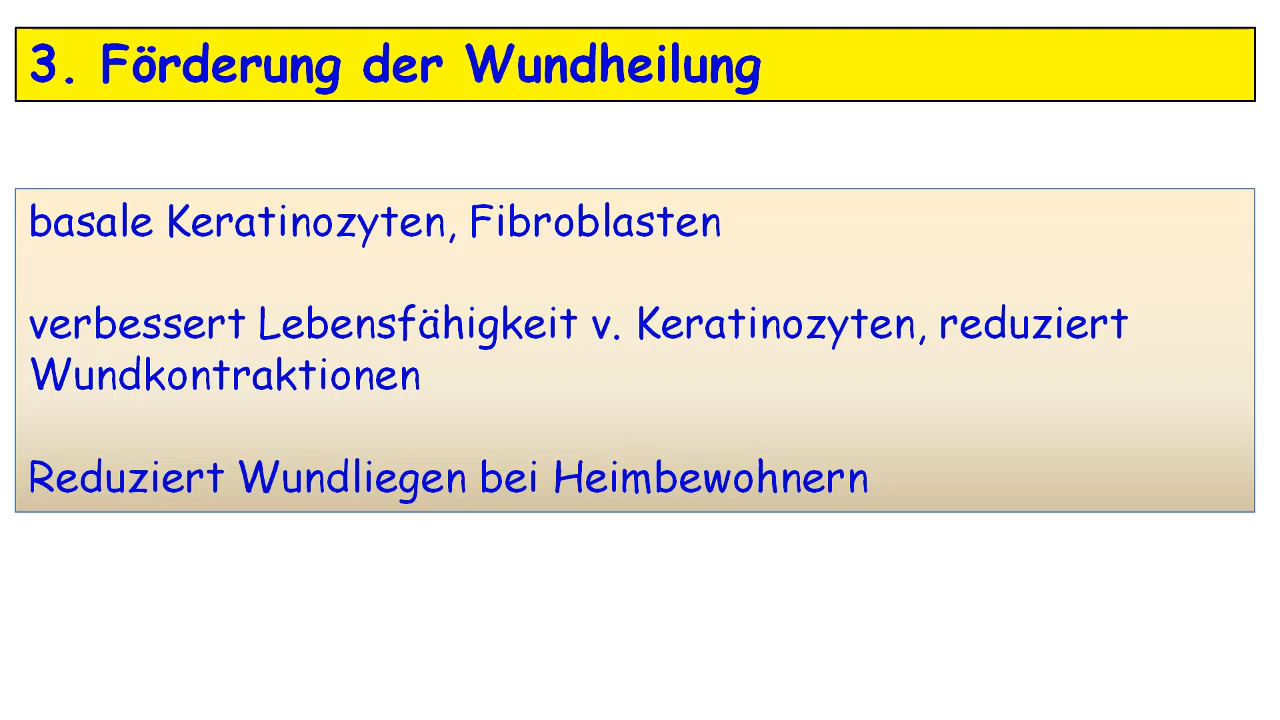 3. Förderung der Wundheilung
basale Keratinozyten, Fibroblasten
verbessert Lebensfähigkeit v. Keratinozyten, reduziert
Wundkontraktionen
Reduziert Wundliegen bei Heimbewohnern